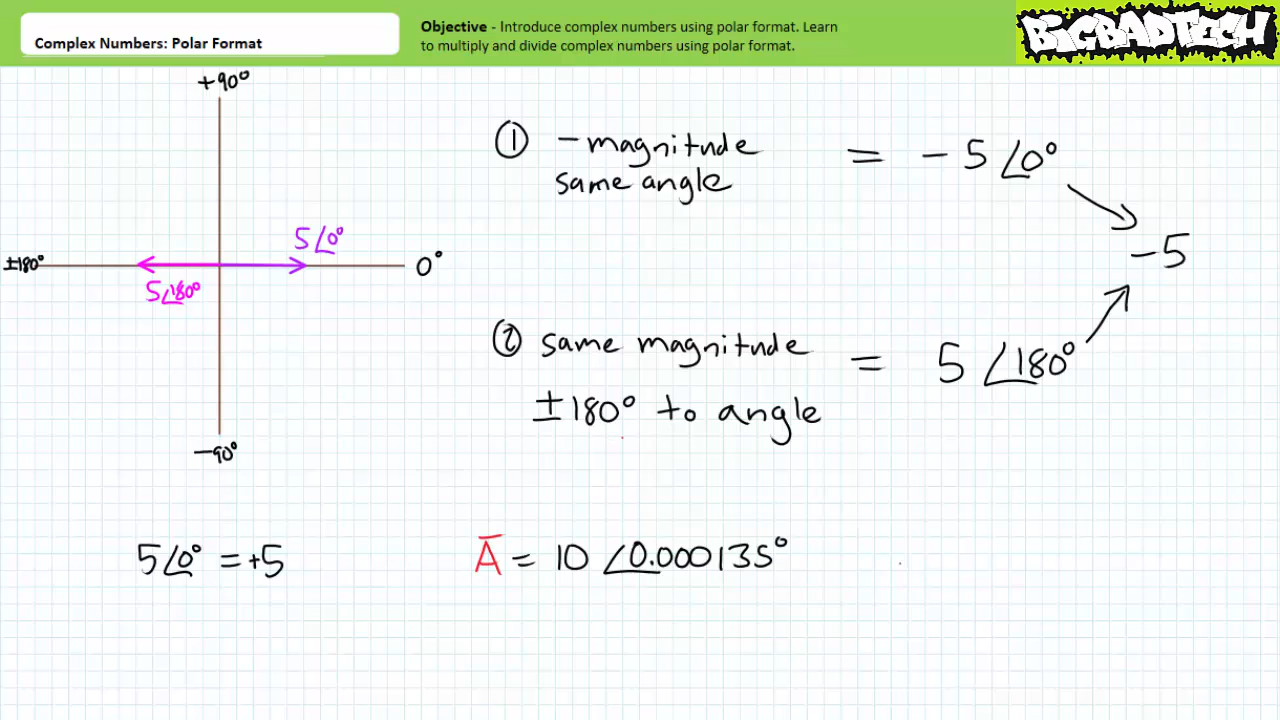 Complex Numbers: Polar Format
Objective - Introduce complex numbers using polar format. Learn
to multiply and divide complex numbers using polar format.
BIGBADTECH
+90°
5∠0°
±180°
0°
5∠180°
-90°
① -magnitude = -5∠0°
same angle
-5
② same magnitude = 5∠180°
±180° to angle
5∠0° = +5
Ā = 10∠0.000135°